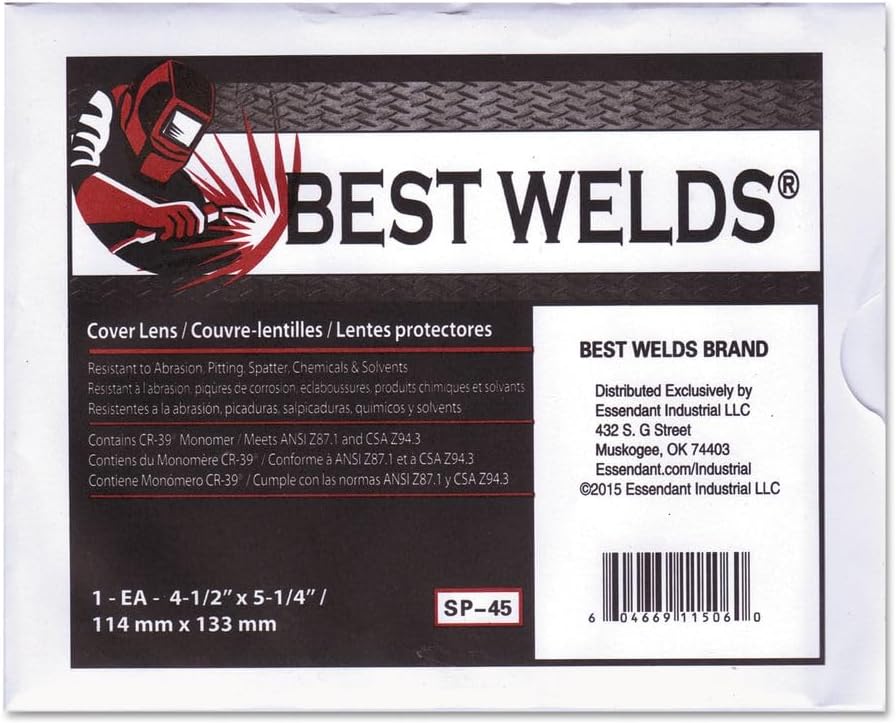 BEST WELDS®
Cover Lens / Couvre-lentilles / Lentes protectores
Resistant to Abrasion, Pitting, Spatter, Chemicals & Solvents
Résistant à l'abrasion, piqûres de corrosion, éclaboussures, produits chimiques et solvants
Resistentes a la abrasión, picaduras, salpicaduras, químicos y solvents
Contains CR-39® Monomer / Meets ANSI Z87.1 and CSA Z94.3
Contiens du Monomère CR-39® / Conforme à ANSI Z87.1 et à CSA Z94.3
Contiene Monómero CR-39® / Cumple con las normas ANSI Z87.1 y CSA Z94.3
1 - EA - 4-1/2” x 5-1/4” /
114 mm x 133 mm
SP-45
BEST WELDS BRAND
Distributed Exclusively by
Essendant Industrial LLC
432 S. G Street
Muskogee, OK 74403
Essendant.com/Industrial
©2015 Essendant Industrial LLC
6 04669 11506 0